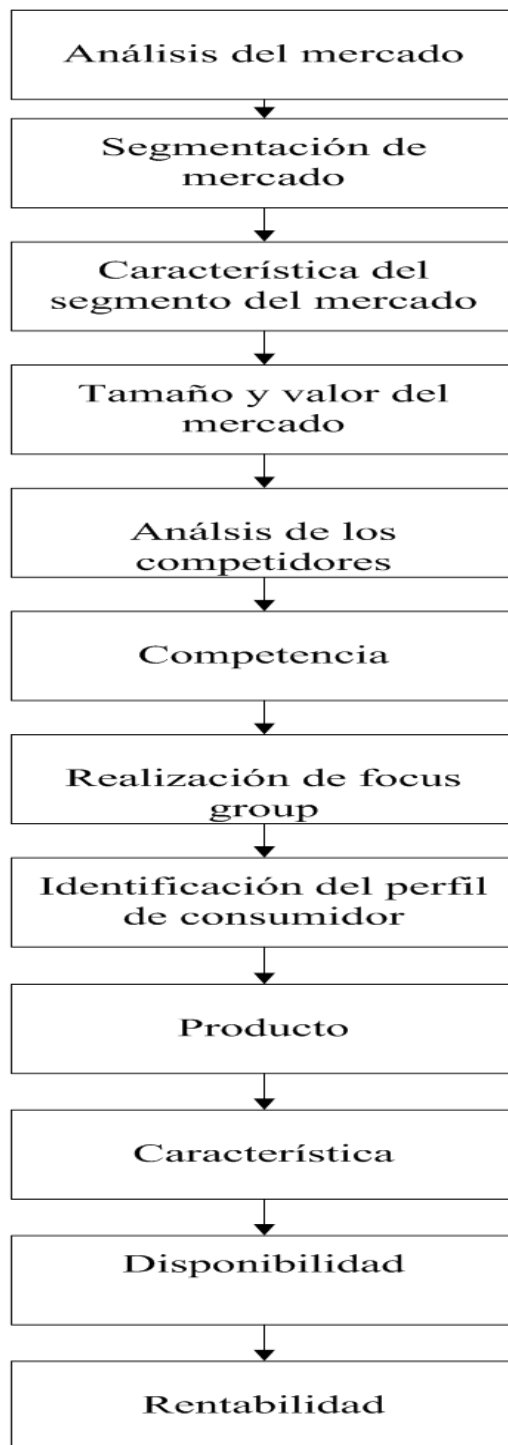 Análisis del mercado
Segmentación de
mercado
Característica del
segmento del mercado
Tamaño y valor del
mercado
Análsis de los
competidores
Competencia
Realización de focus
group
Identificación del perfil
de consumidor
Producto
Característica
Disponibilidad
Rentabilidad